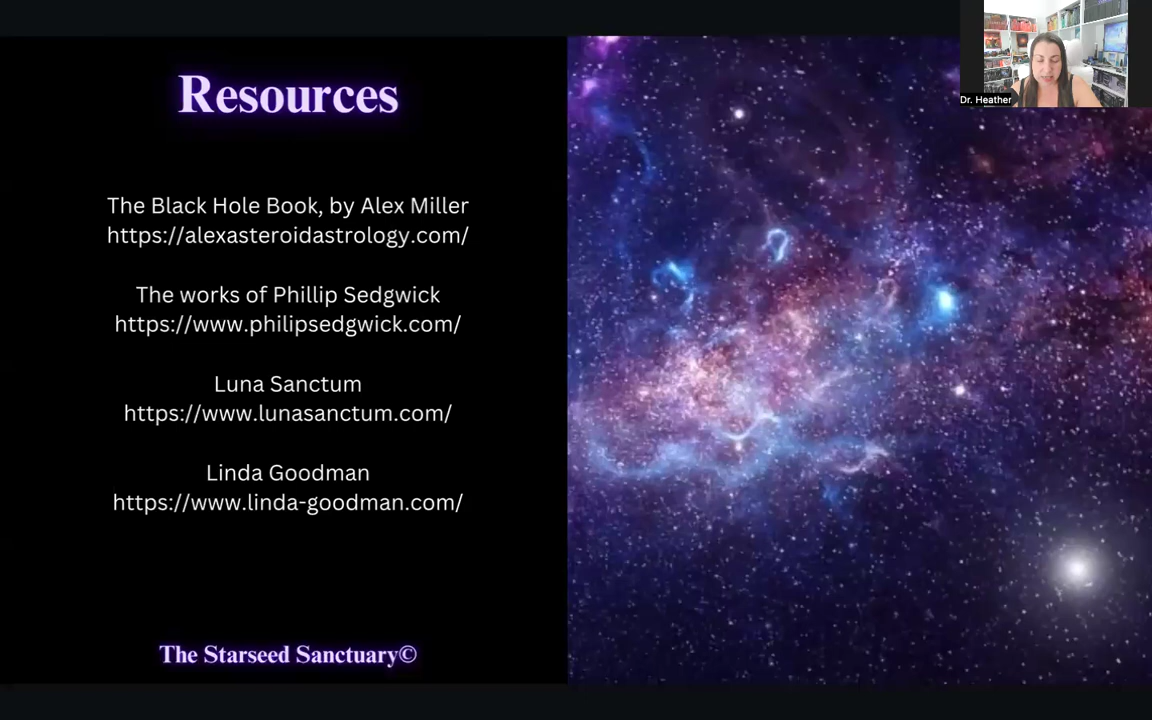 Resources
The Black Hole Book, by Alex Miller
https://alexasteroidastrology.com/
The works of Phillip Sedgwick
https://www.philipsedgwick.com/
Luna Sanctum
https://www.lunasanctum.com/
Linda Goodman
https://www.linda-goodman.com/
The Starseed Sanctuary©
Dr. Heather